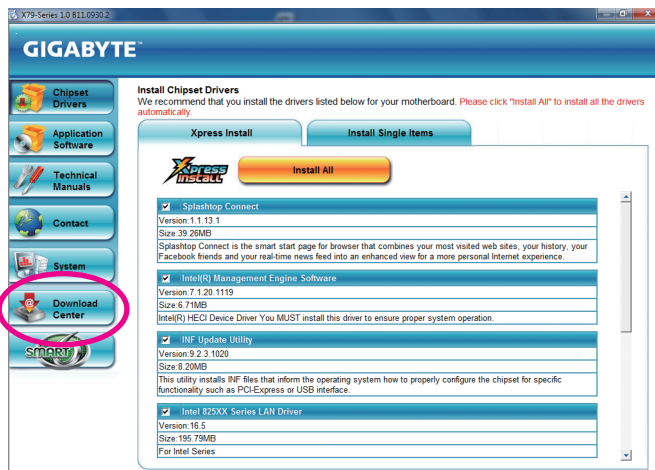 X79-Series 1.0 B11.0930.2
GIGABYTE™
Chipset
Drivers
Application
Software
Technical
Manuals
Contact
System
Download
Center
SMART
Install Chipset Drivers
We recommend that you install the drivers listed below for your motherboard. Please click "Install All" to install all the drivers
automatically.
Xpress Install
Install Single Items
Xpress
INSTALL
Install All
Splashtop Connect
Version:1.1.13.1
Size:39.26MB
Splashtop Connect is the smart start page for browser that combines your most visited web sites, your history, your
Facebook friends and your real-time news feed into an enhanced view for a more personal Internet experience.
Intel(R) Management Engine Software
Version:7.1.20.1119
Size:6.71MB
Intel(R) HECI Device Driver You MUST install this driver to ensure proper system operation.
INF Update Utility
Version:9.2.3.1020
Size:8.20MB
This utility installs INF files that inform the operating system how to properly configure the chipset for specific
functionality such as PCI-Express or USB interface.
Intel 825XX Series LAN Driver
Version:16.5
Size:195.79MB
For Intel Series